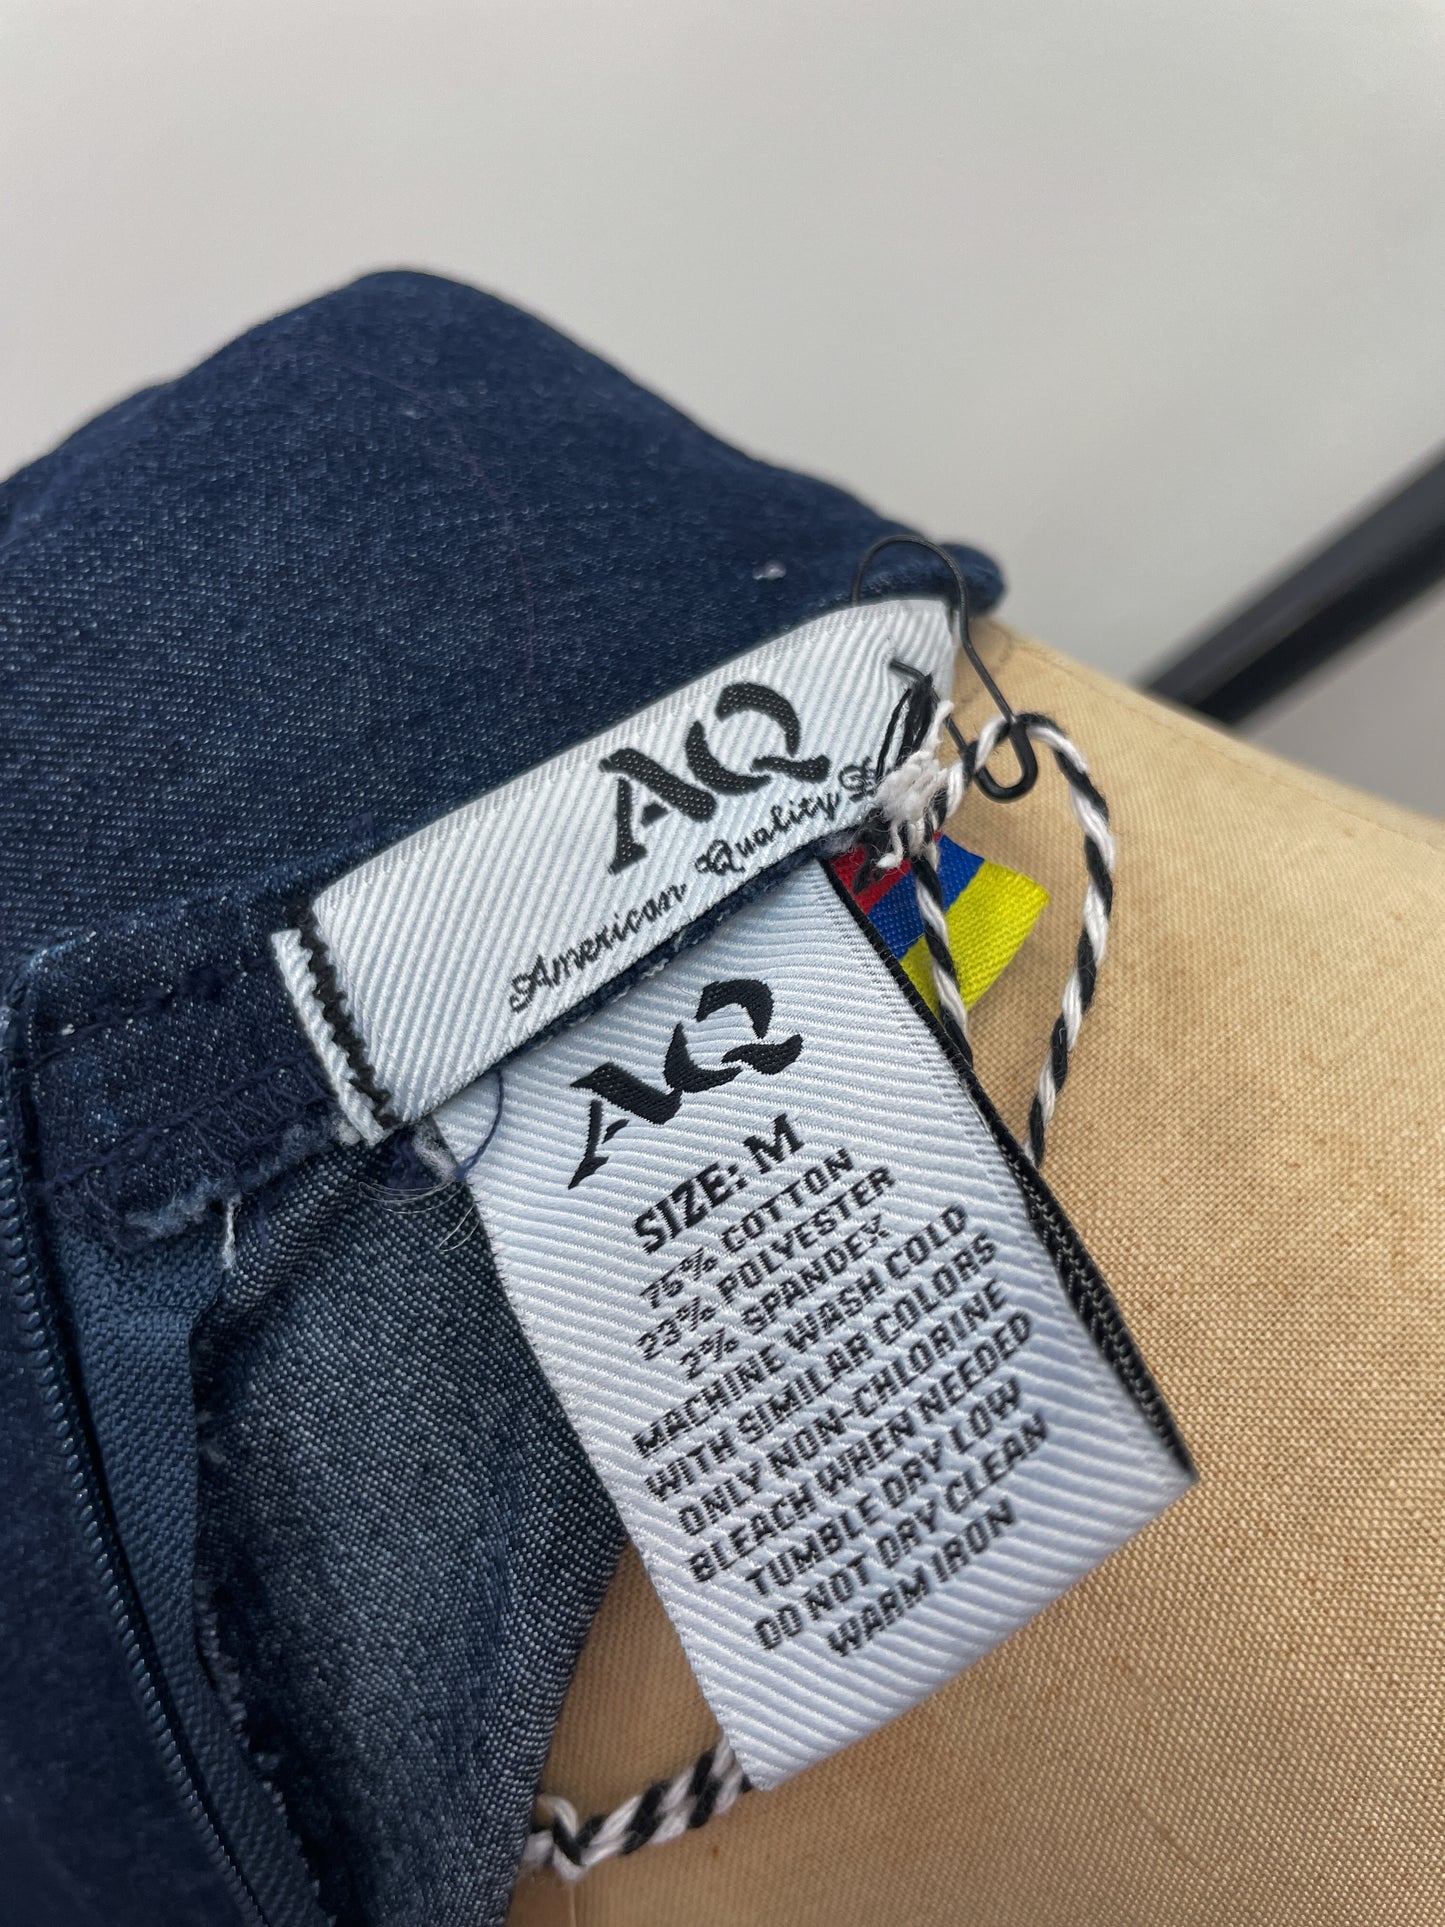 AQ
American Quality
AQ
SIZE: M
75% COTTON
23% POLYESTER
2% SPANDEX
MACHINE WASH COLD
WITH SIMILAR COLORS
ONLY NON-CHLORINE
BLEACH WHEN NEEDED
TUMBLE DRY LOW
DO NOT DRY CLEAN
WARM IRON